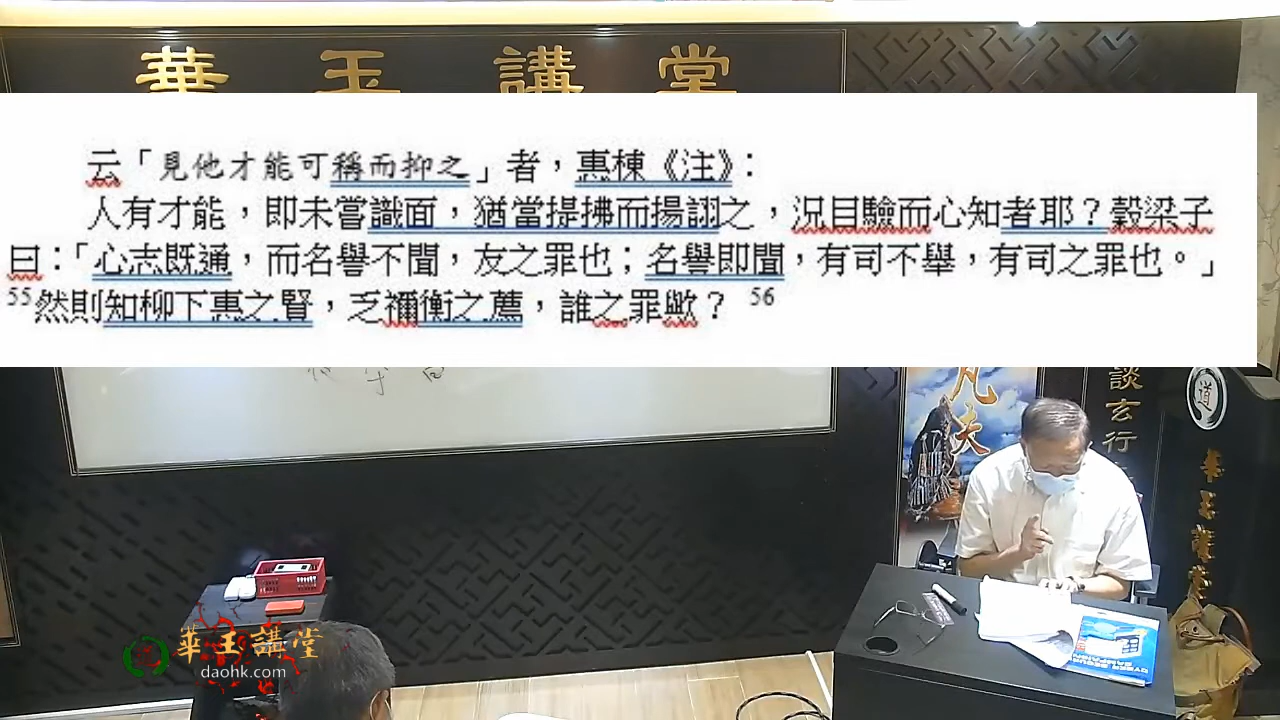 華玉講堂
云「見他才能可稱而抑之」者，惠棟《注》：
人有才能，即未嘗識面，猶當提拂而揚詡之，況目驗而心知者耶？穀梁子
曰：「心志既通，而名譽不聞，友之罪也；名譽即聞，有司不舉，有司之罪也。」
55然則知柳下惠之賢，乏禰衡之薦，誰之罪歟？ 56
凡夫
談玄行
道
華玉講堂
華玉講堂
daohk.com